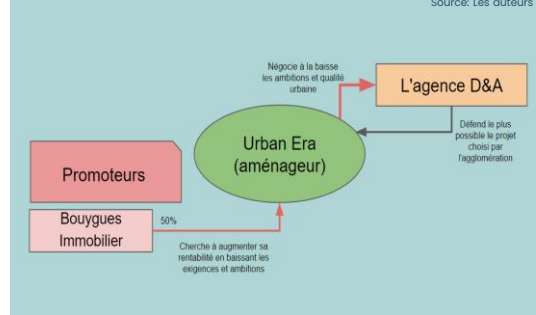 Source: Les auteurs
Négocie à la baisse
les ambitions et qualité
urbaine
L'agence D&A
Urban Era
(aménageur)
Défend le plus
possible le projet
choisi par
l'agglomération
Promoteurs
Bouygues
Immobilier
50%
Cherche à augmenter sa
rentabilité en baissant les
exigences et ambitions